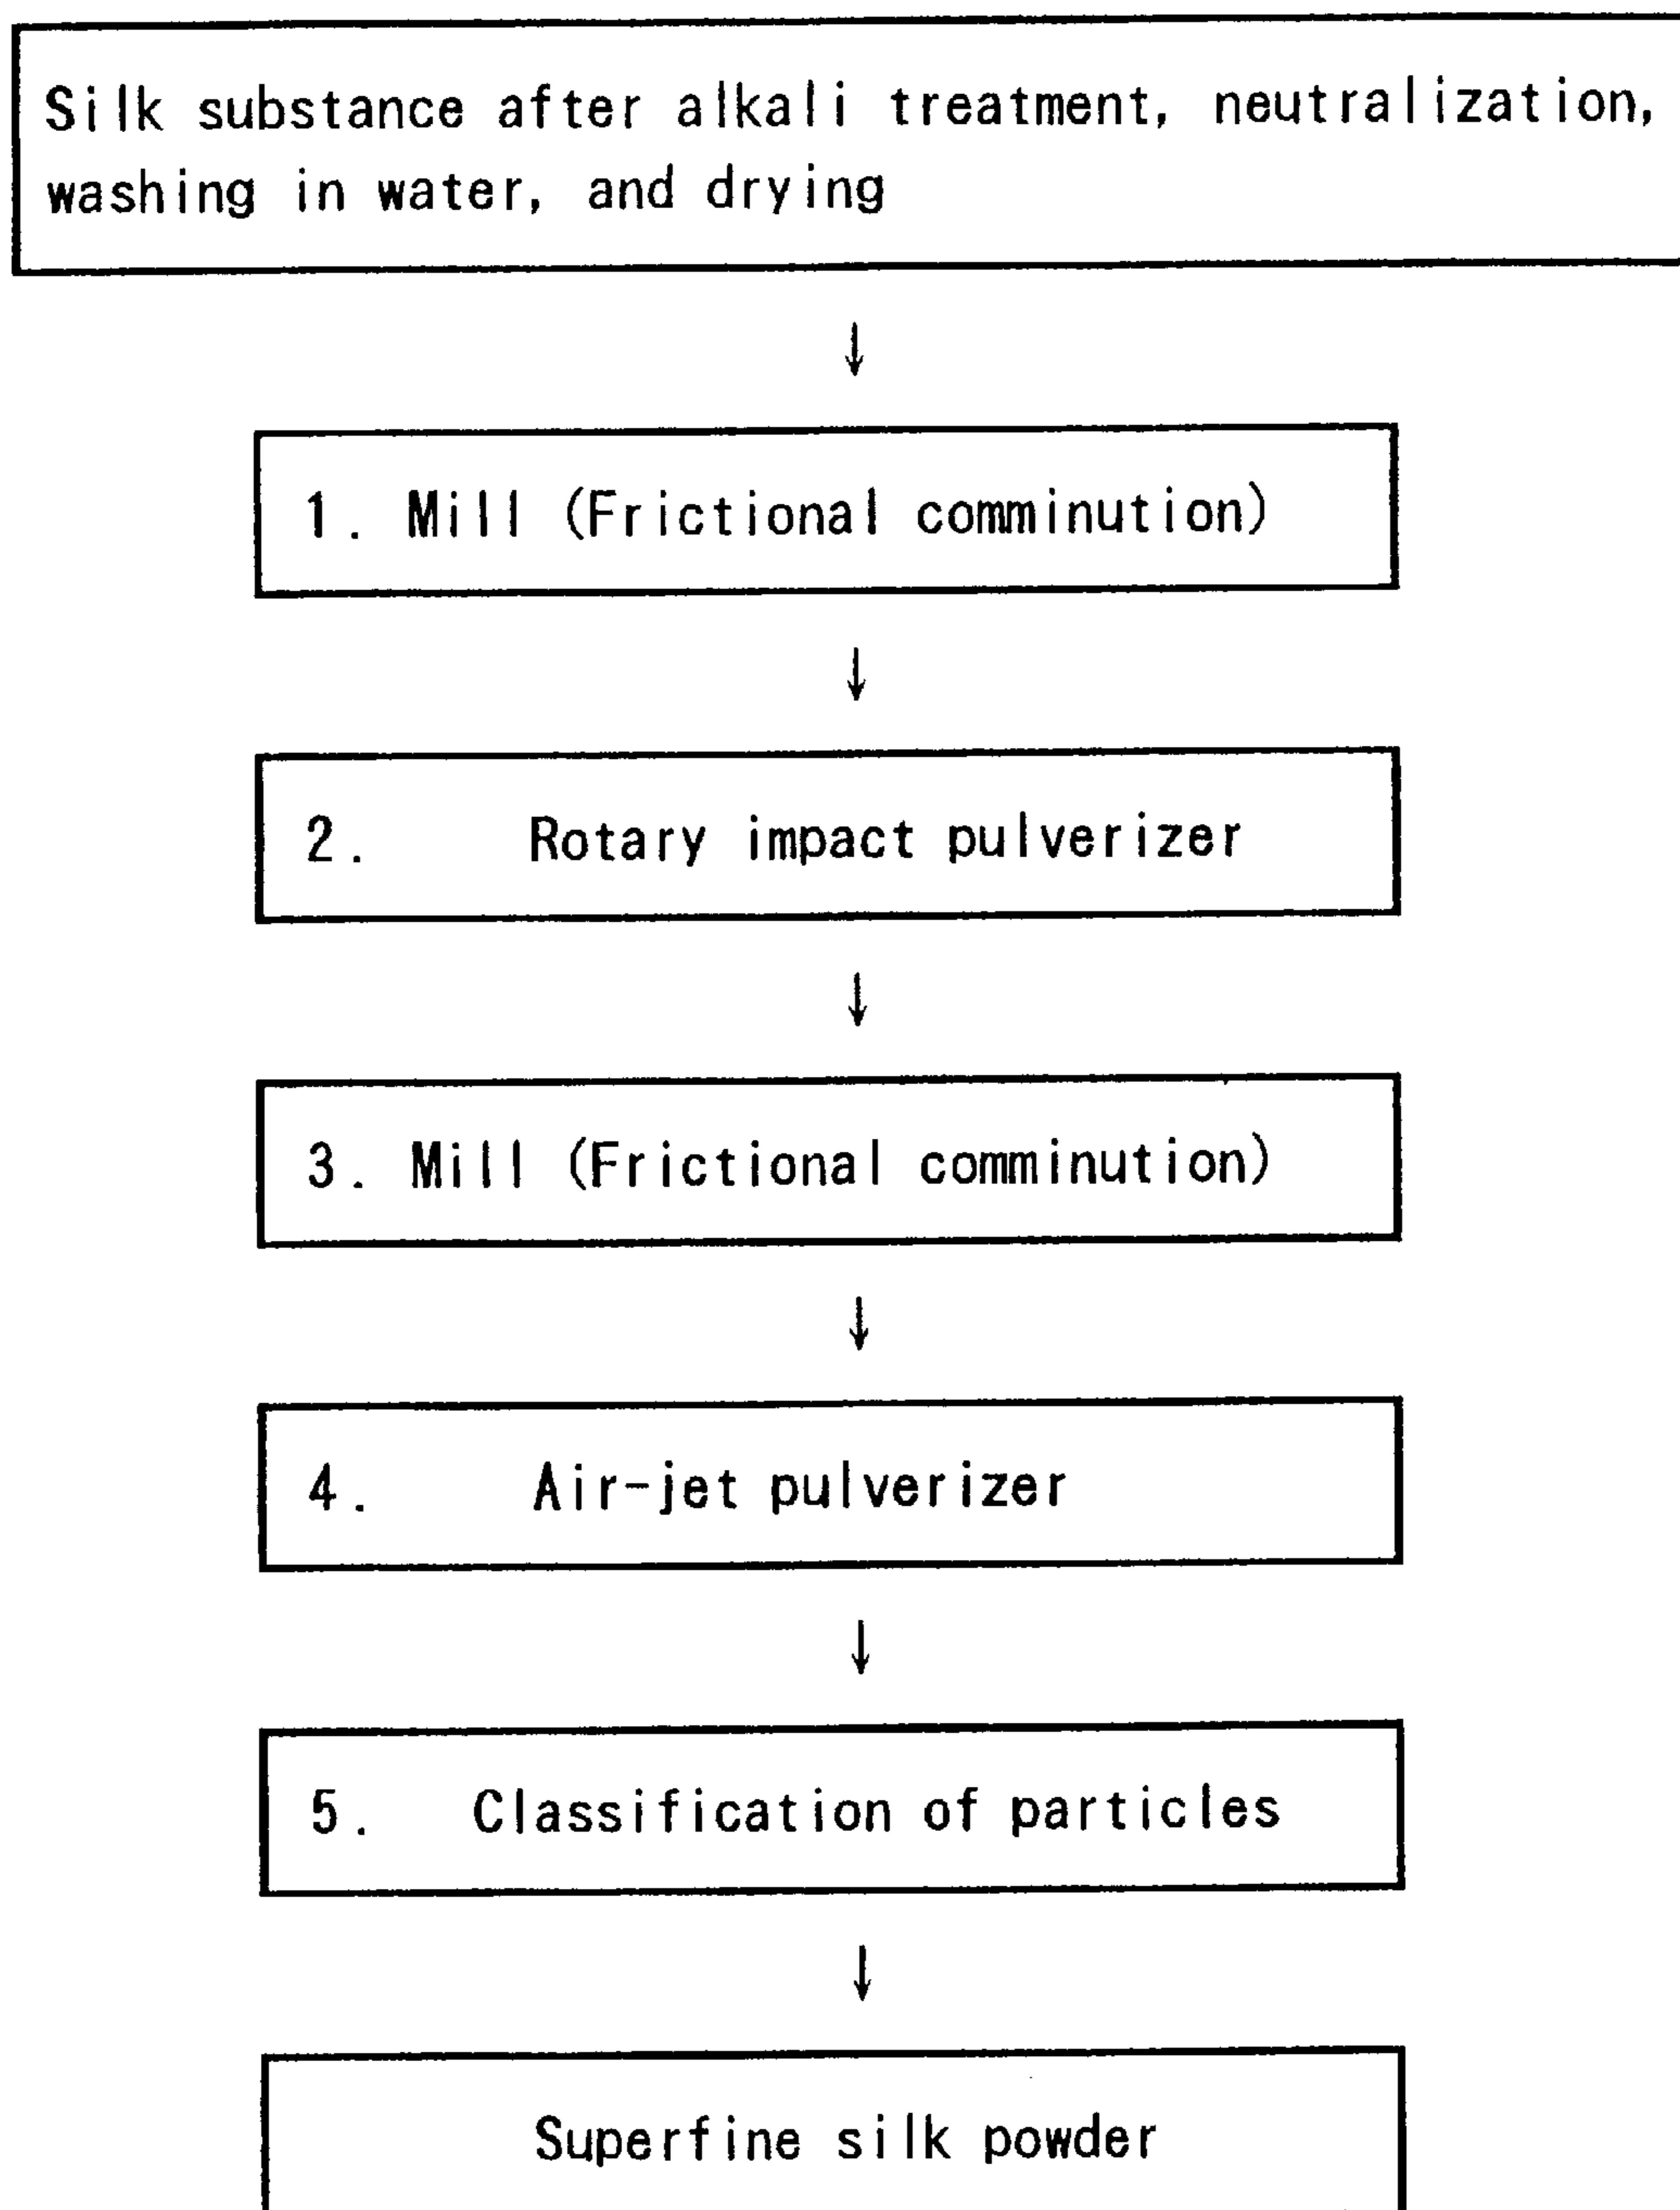 Silk substance after alkali treatment, neutralization,
washing in water, and drying
↓
1. Mill (Frictional comminution)
↓
2. Rotary impact pulverizer
↓
3. Mill (Frictional comminution)
↓
4. Air-jet pulverizer
↓
5. Classification of particles
↓
Superfine silk powder